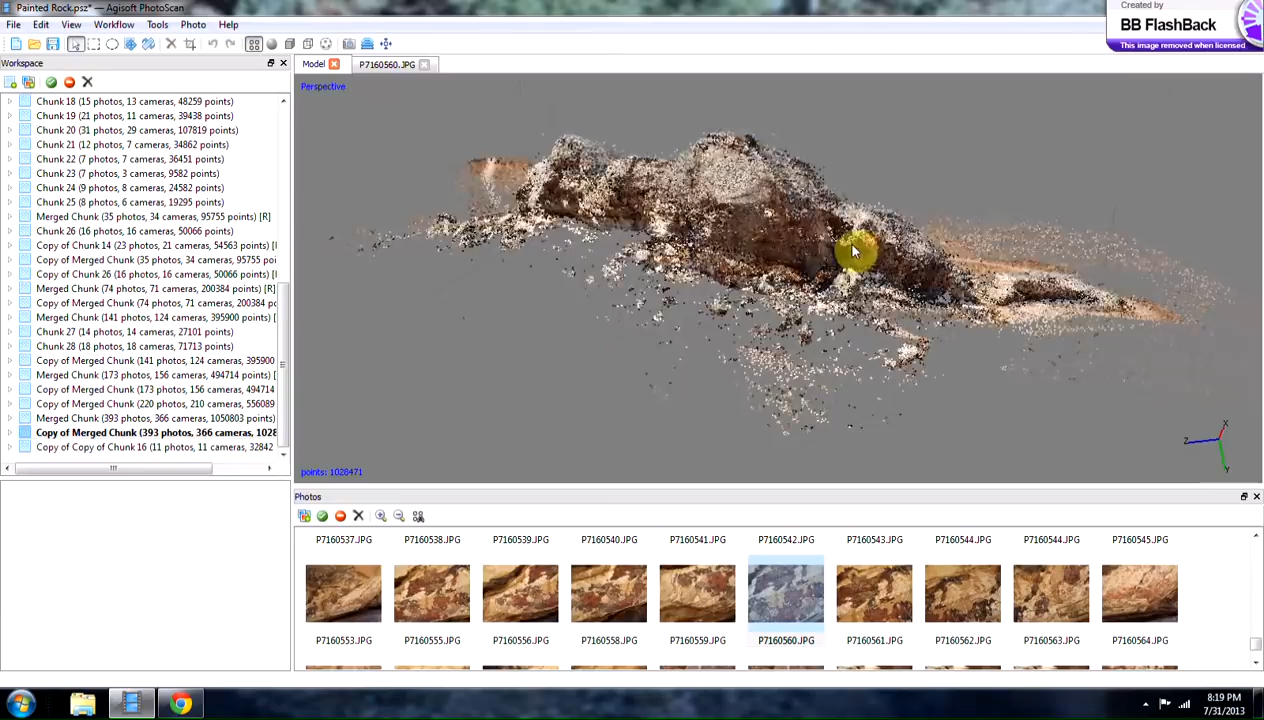 Painted Rock.psz* — Agisoft PhotoScan
File Edit View Workflow Tools Photo Help
Created by
BB FlashBack
This image removed when licensed
Workspace
Model
P7160560.JPG
Perspective
Chunk 18 (15 photos, 13 cameras, 48259 points)
Chunk 19 (21 photos, 11 cameras, 39438 points)
Chunk 20 (31 photos, 29 cameras, 107819 points)
Chunk 21 (12 photos, 7 cameras, 34862 points)
Chunk 22 (7 photos, 7 cameras, 36451 points)
Chunk 23 (7 photos, 3 cameras, 9582 points)
Chunk 24 (9 photos, 8 cameras, 24582 points)
Chunk 25 (8 photos, 6 cameras, 19295 points)
Merged Chunk (35 photos, 34 cameras, 95755 points) [R]
Chunk 26 (16 photos, 16 cameras, 50066 points)
Copy of Chunk 14 (23 photos, 21 cameras, 54563 points) [
Copy of Merged Chunk (35 photos, 34 cameras, 95755 poi
Copy of Chunk 26 (16 photos, 16 cameras, 50066 points) [
Merged Chunk (74 photos, 71 cameras, 200384 points) [R]
Copy of Merged Chunk (74 photos, 71 cameras, 200384 p
Merged Chunk (141 photos, 124 cameras, 395900 points)
Chunk 27 (14 photos, 14 cameras, 27101 points)
Chunk 28 (18 photos, 18 cameras, 71713 points)
Copy of Merged Chunk (141 photos, 124 cameras, 395900
Merged Chunk (173 photos, 156 cameras, 494714 points) [
Copy of Merged Chunk (173 photos, 156 cameras, 494714
Copy of Merged Chunk (220 photos, 210 cameras, 556089
Merged Chunk (393 photos, 366 cameras, 1050803 points)
Copy of Merged Chunk (393 photos, 366 cameras, 1028
Copy of Copy of Chunk 16 (11 photos, 11 cameras, 32842
X
Z
Y
points: 1028471
Photos
P7160537.JPG P7160538.JPG P7160539.JPG P7160540.JPG P7160541.JPG P7160542.JPG P7160543.JPG P7160544.JPG P7160544.JPG P7160545.JPG
P7160553.JPG P7160555.JPG P7160556.JPG P7160558.JPG P7160559.JPG P7160560.JPG P7160561.JPG P7160562.JPG P7160563.JPG P7160564.JPG
8:19 PM
7/31/2013